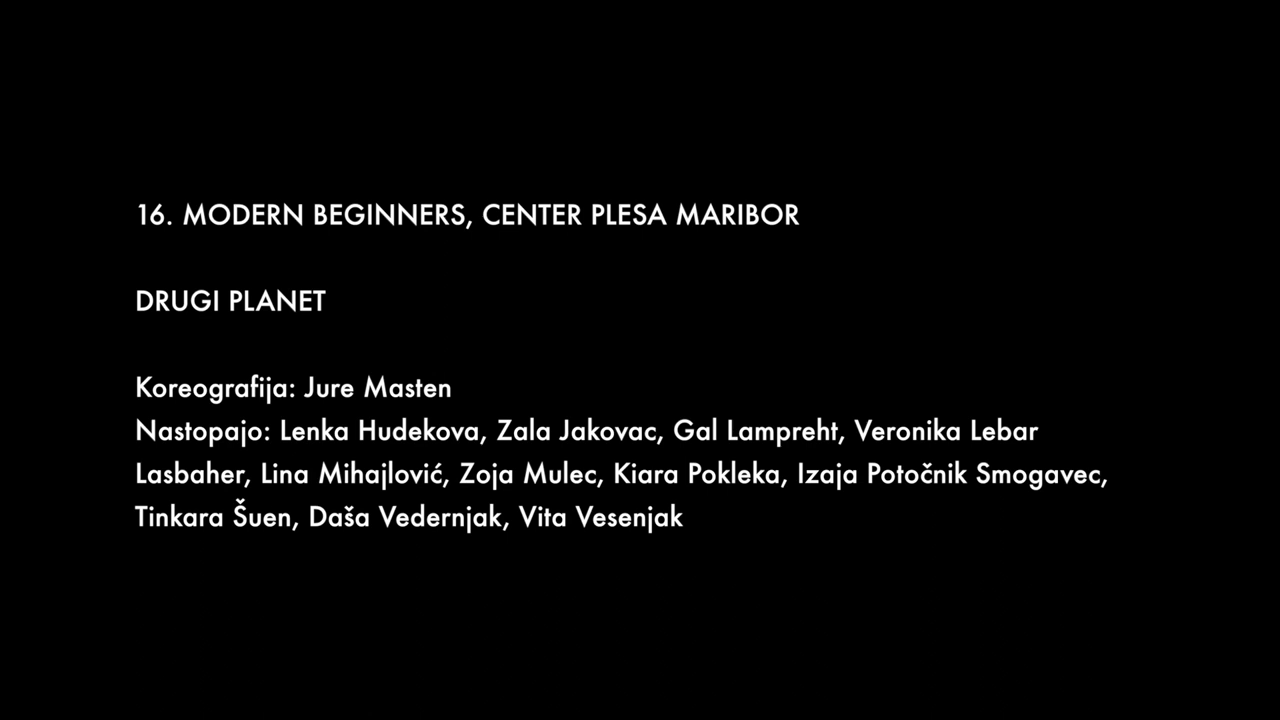 16. MODERN BEGINNERS, CENTER PLESA MARIBOR
DRUGI PLANET
Koreografija: Jure Masten
Nastopajo: Lenka Hudekova, Zala Jakovac, Gal Lampreht, Veronika Lebar
Lasbaher, Lina Mihajlović, Zoja Mulec, Kiara Pokleka, Izaja Potočnik Smogavec,
Tinkara Šuen, Daša Vedernjak, Vita Vesenjak